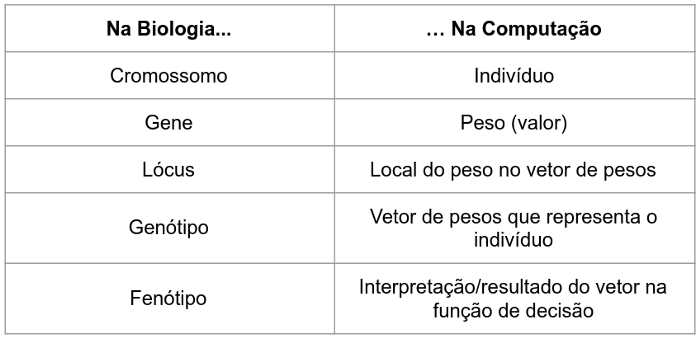 Na Biologia...
… Na Computação
Cromossomo
Indivíduo
Gene
Peso (valor)
Lócus
Local do peso no vetor de pesos
Genótipo
Vetor de pesos que representa o
indivíduo
Fenótipo
Interpretação/resultado do vetor na
função de decisão